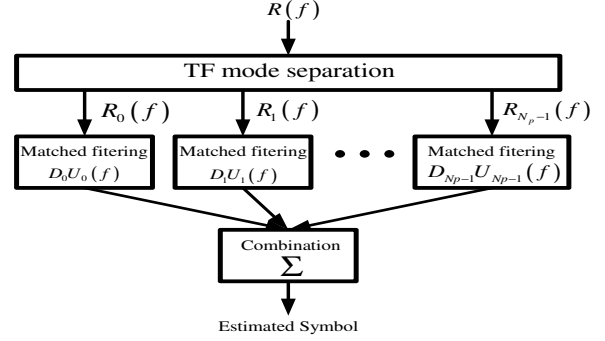 R(f)
TF mode separation
R_0(f) R_1(f) R_{N_p-1}(f)
Matched fitering Matched fitering Matched fitering
D_0U_0(f) D_1U_1(f) • • • D_{Np-1}U_{Np-1}(f)
Combination
Σ
Estimated Symbol